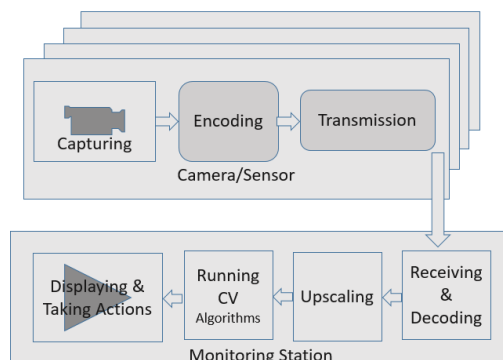 Capturing
Encoding
Transmission
Camera/Sensor
Displaying &
Taking Actions
Running
CV
Algorithms
Upscaling
Receiving
&
Decoding
Monitoring Station